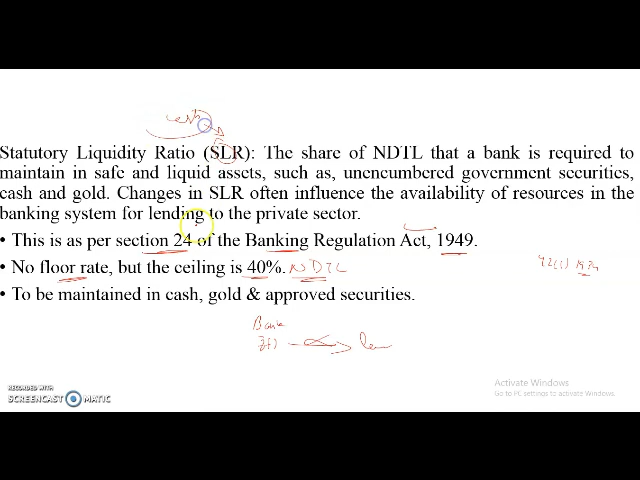 Statutory Liquidity Ratio (SLR): The share of NDTL that a bank is required to
maintain in safe and liquid assets, such as, unencumbered government securities,
cash and gold. Changes in SLR often influence the availability of resources in the
banking system for lending to the private sector.
• This is as per section 24 of the Banking Regulation Act, 1949.
• No floor rate, but the ceiling is 40%. NDTL
42(1) 1934
• To be maintained in cash, gold & approved securities.
Bank
RECORDED WITH
SCREENCAST MATIC
Activate Windows
Go to PC settings to activate Windows.